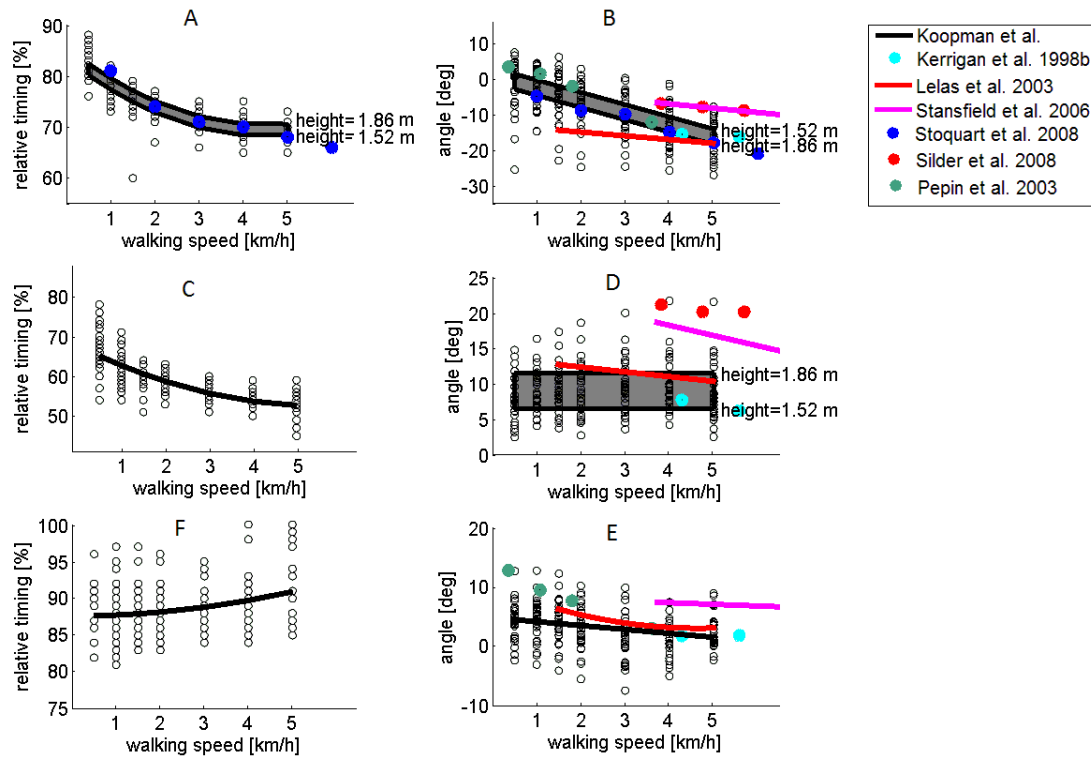 A
relative timing [%]
90
80
70
60
height=1.86 m
height=1.52 m
1 2 3 4 5
walking speed [km/h]
B
angle [deg]
10
0
-10
-20
-30
height=1.52 m
height=1.86 m
1 2 3 4 5
walking speed [km/h]
Koopman et al.
Kerrigan et al. 1998b
Lelas et al. 2003
Stansfield et al. 2006
Stoquart et al. 2008
Silder et al. 2008
Pepin et al. 2003
C
relative timing [%]
80
70
60
50
1 2 3 4 5
walking speed [km/h]
D
angle [deg]
25
20
15
10
5
0
height=1.86 m
height=1.52 m
1 2 3 4 5
walking speed [km/h]
F
relative timing [%]
100
95
90
85
80
75
1 2 3 4 5
walking speed [km/h]
E
angle [deg]
20
10
0
-10
1 2 3 4 5
walking speed [km/h]